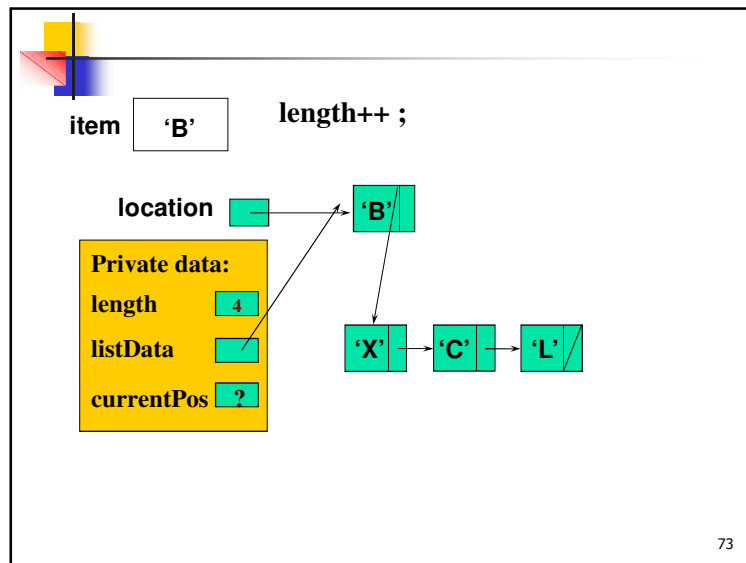 item ‘B’ length++ ;
location ‘B’
Private data:
length 4
listData ‘X’ ‘C’ ‘L’
currentPos ?
73